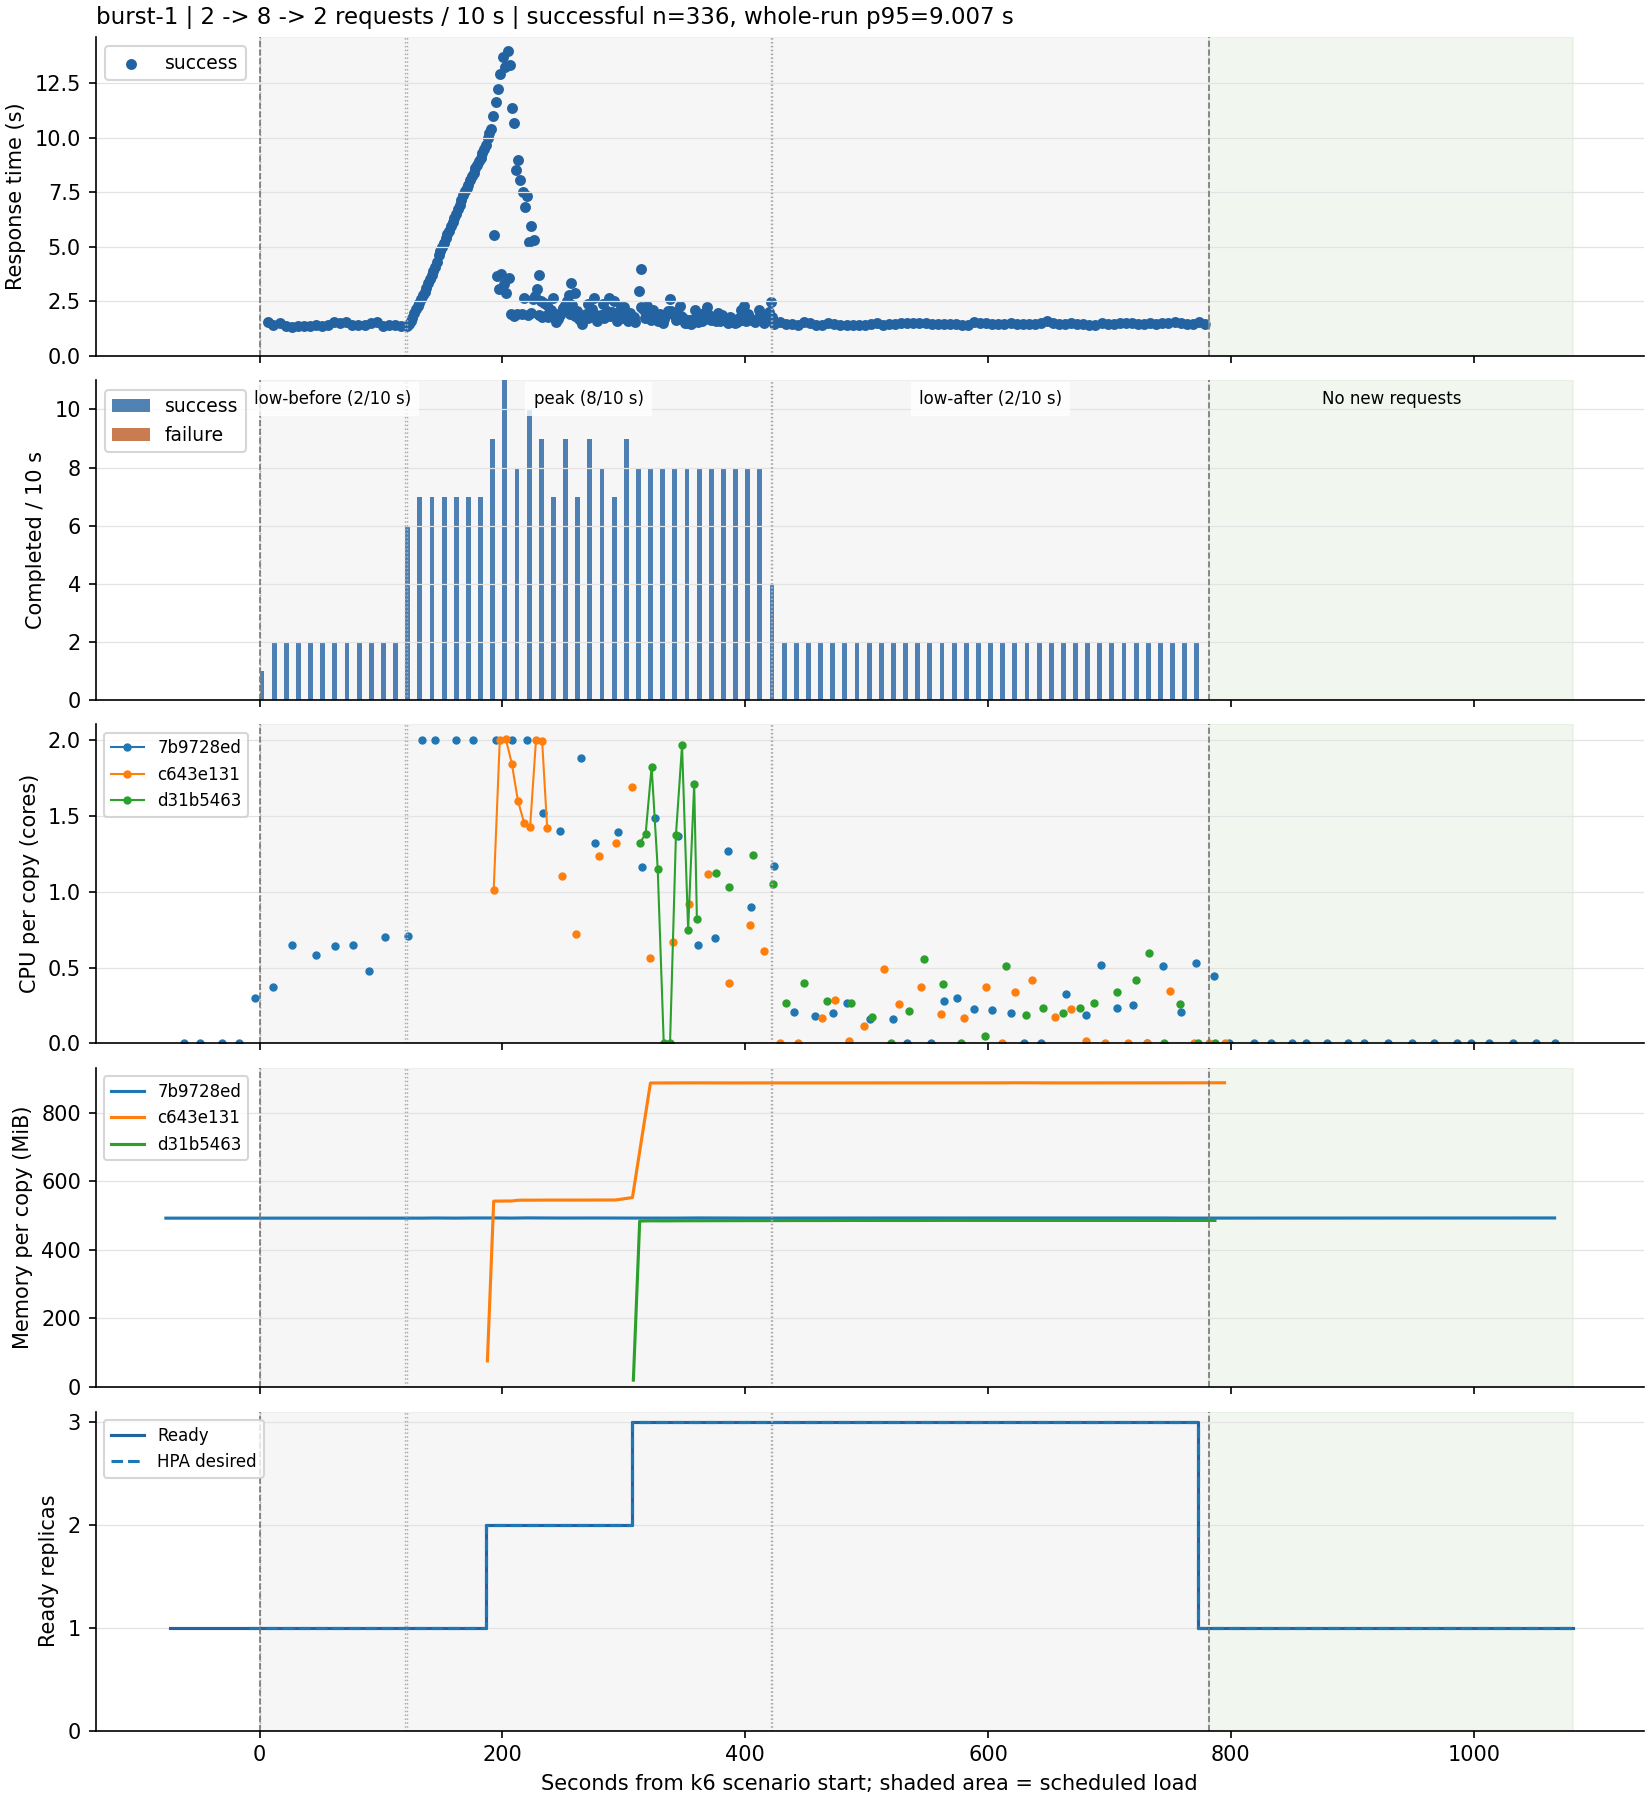 burst-1 | 2 -> 8 -> 2 requests / 10 s | successful n=336, whole-run p95=9.007 s
Response time (s)
success
12.5
10.0
7.5
5.0
2.5
0.0
Completed / 10 s
success
failure
low-before (2/10 s)
peak (8/10 s)
low-after (2/10 s)
No new requests
10
8
6
4
2
0
CPU per copy (cores)
7b9728ed
c643e131
d31b5463
2.0
1.5
1.0
0.5
0.0
Memory per copy (MiB)
7b9728ed
c643e131
d31b5463
800
600
400
200
0
Ready replicas
Ready
HPA desired
3
2
1
0
0
200
400
600
800
1000
Seconds from k6 scenario start; shaded area = scheduled load